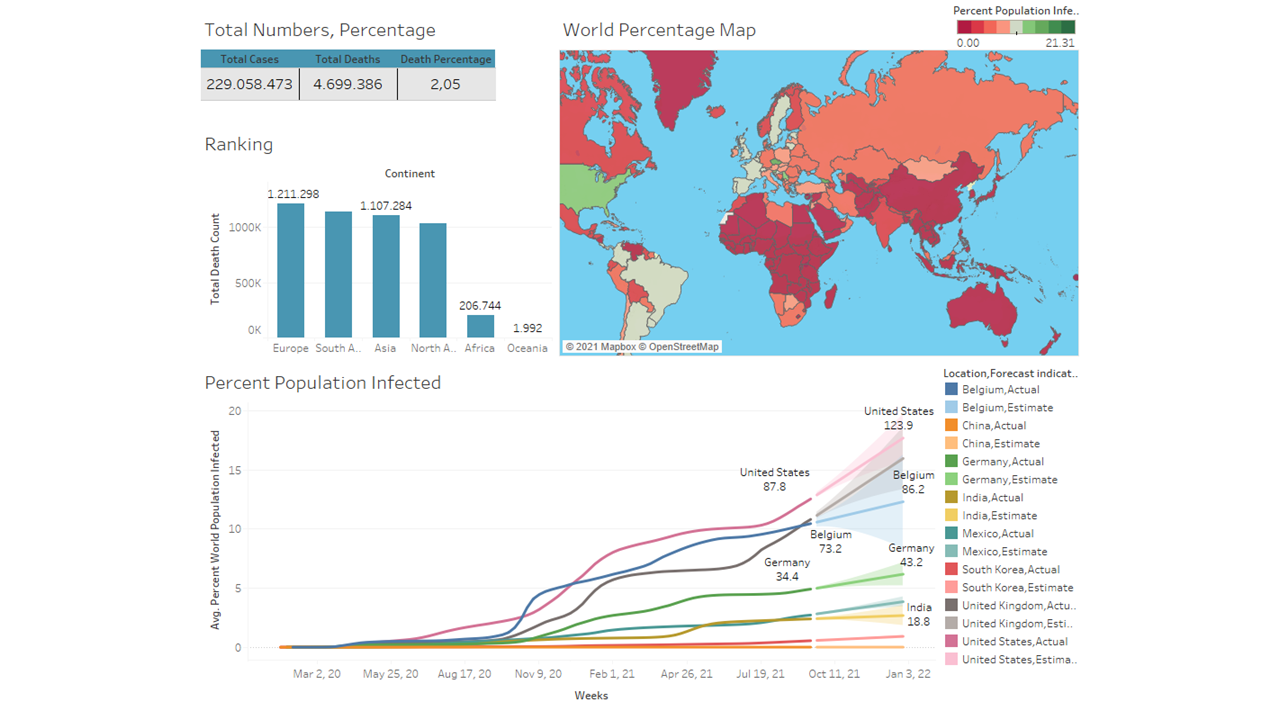 Total Numbers, Percentage
Total Cases Total Deaths Death Percentage
229.058.473 4.699.386 2,05
Ranking
Continent
1.211.298
1.107.284
206.744
1.992
Total Death Count
1000K
500K
0K
Europe South A.. Asia North A.. Africa Oceania
World Percentage Map
Percent Population Infe..
0.00 21.31
© 2021 Mapbox © OpenStreetMap
Percent Population Infected
Avg. Percent World Population Infected
20
15
10
5
0
United States
123.9
United States
87.8
Belgium
86.2
Belgium
73.2
Germany
43.2
Germany
34.4
India
18.8
Mar 2, 20 May 25, 20 Aug 17, 20 Nov 9, 20 Feb 1, 21 Apr 26, 21 Jul 19, 21 Oct 11, 21 Jan 3, 22
Weeks
Location,Forecast indicat..
Belgium,Actual
Belgium,Estimate
China,Actual
China,Estimate
Germany,Actual
Germany,Estimate
India,Actual
India,Estimate
Mexico,Actual
Mexico,Estimate
South Korea,Actual
South Korea,Estimate
United Kingdom,Actu..
United Kingdom,Esti..
United States,Actual
United States,Estima..